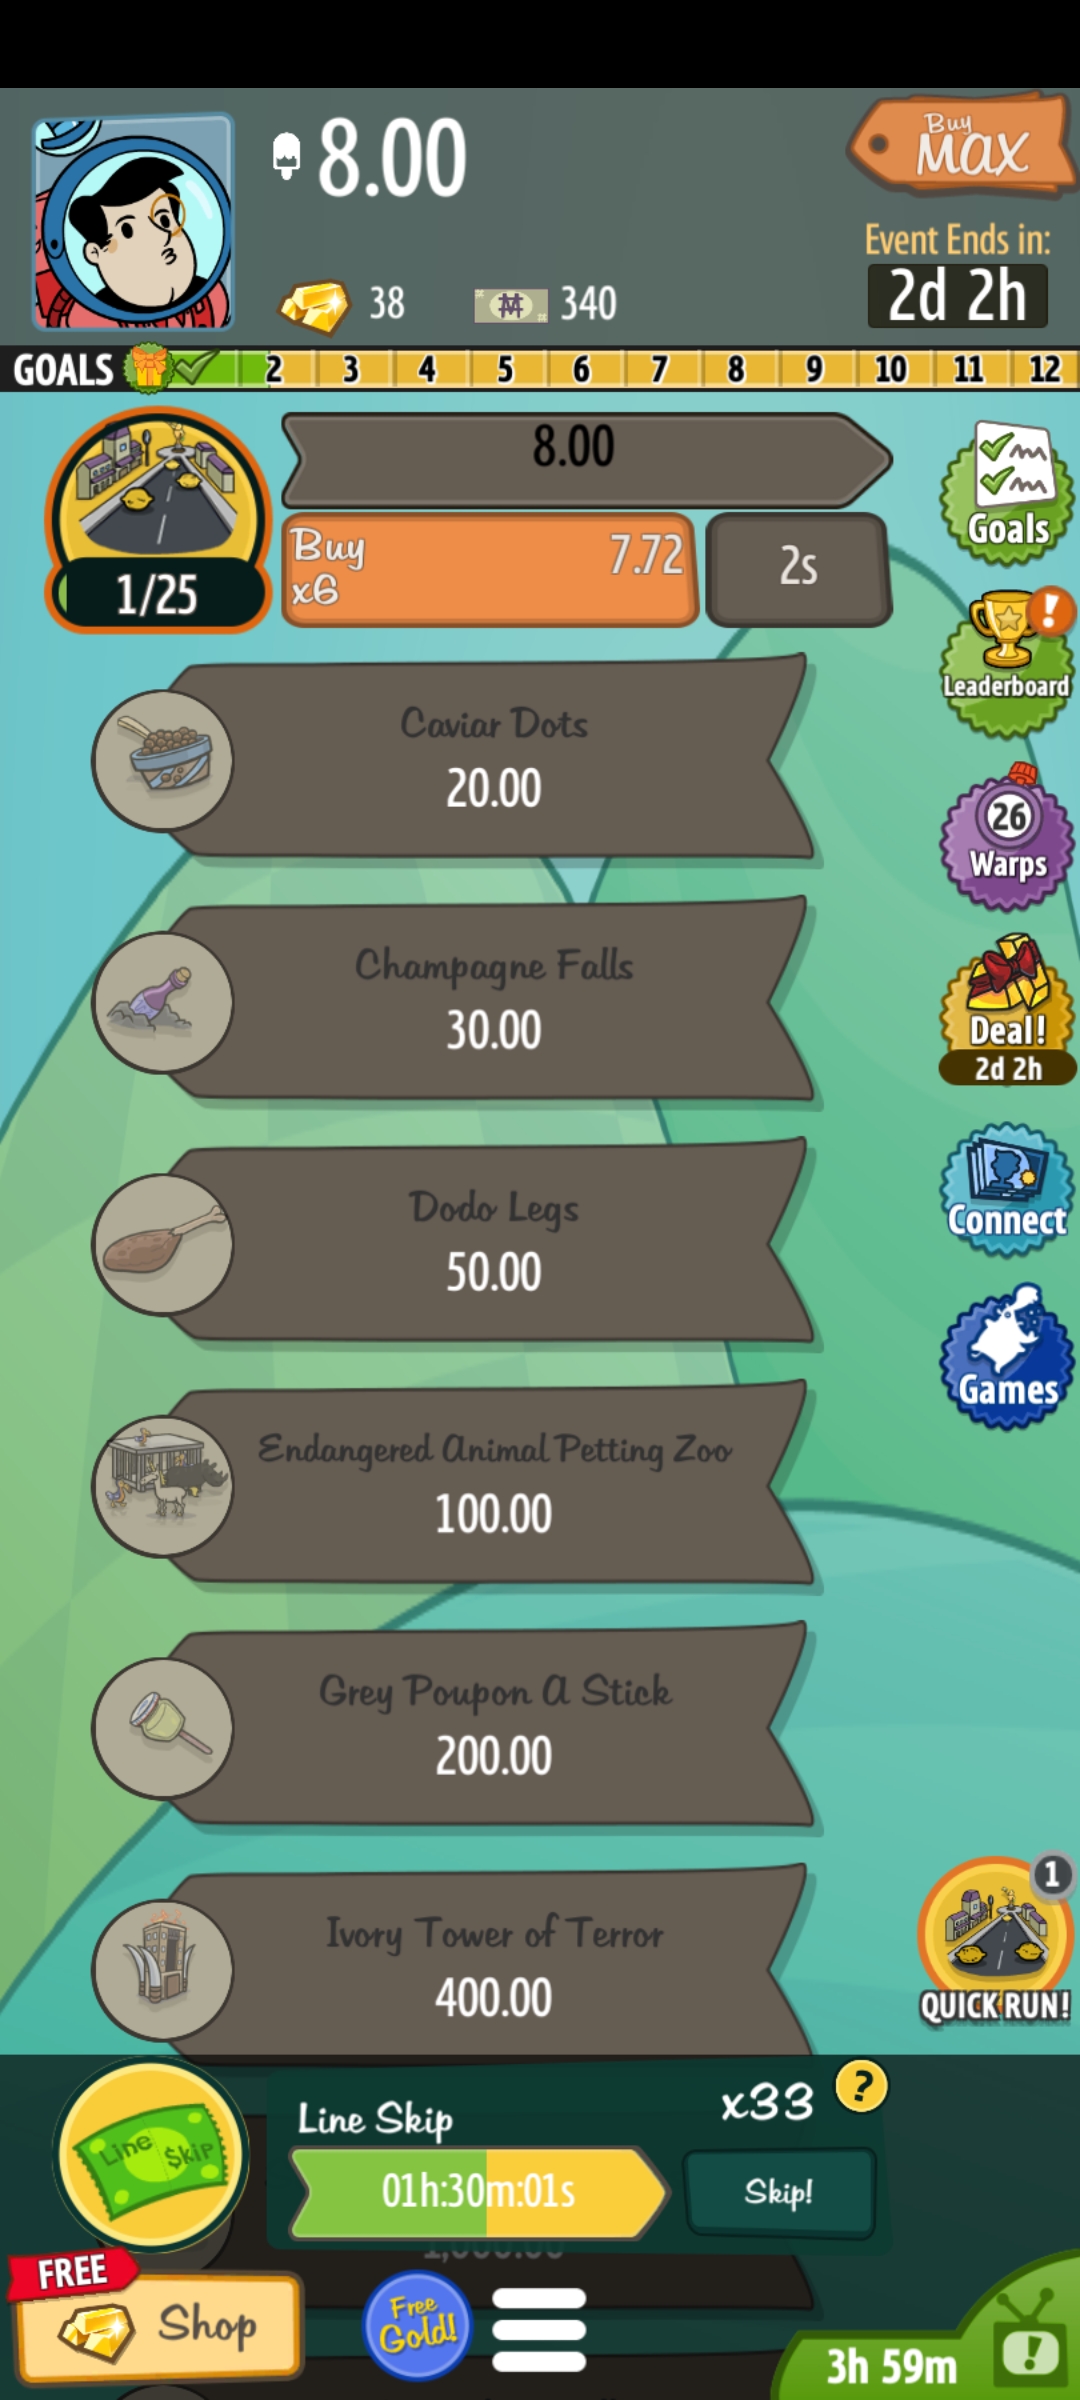 8.00
Buy
MAX
Event Ends in:
2d 2h
38
340
GOALS 2 3 4 5 6 7 8 9 10 11 12
8.00
Buy
x6
7.72
2s
1/25
Goals
Leaderboard
Caviar Dots
20.00
26
Warps
Champagne Falls
30.00
Deal!
2d 2h
Dodo Legs
50.00
Connect
Games
Endangered Animal Petting Zoo
100.00
Grey Poupon A Stick
200.00
Ivory Tower of Terror
400.00
1
QUICK RUN!
Line Skip
Line Skip
x33
?
01h:30m:01s
Skip!
FREE
Shop
Free
Gold!
3h 59m